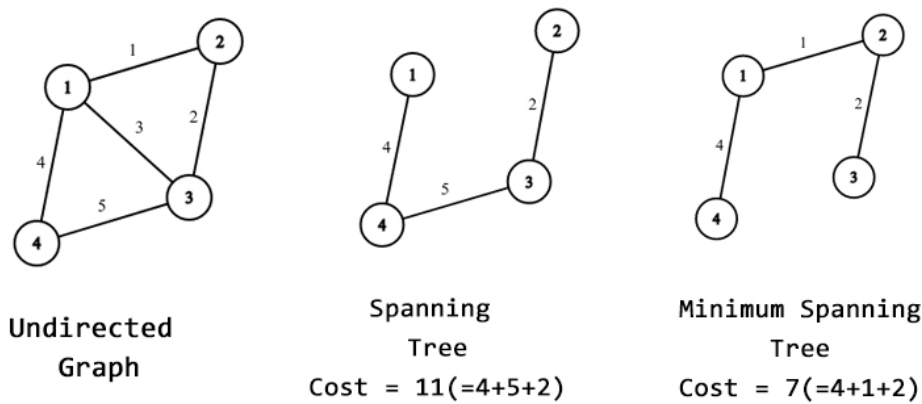 1
2
3
4
1
2
3
4
5
Undirected
Graph
1
2
3
4
4
5
2
Spanning
Tree
Cost = 11(=4+5+2)
1
2
3
4
1
2
4
Minimum Spanning
Tree
Cost = 7(=4+1+2)